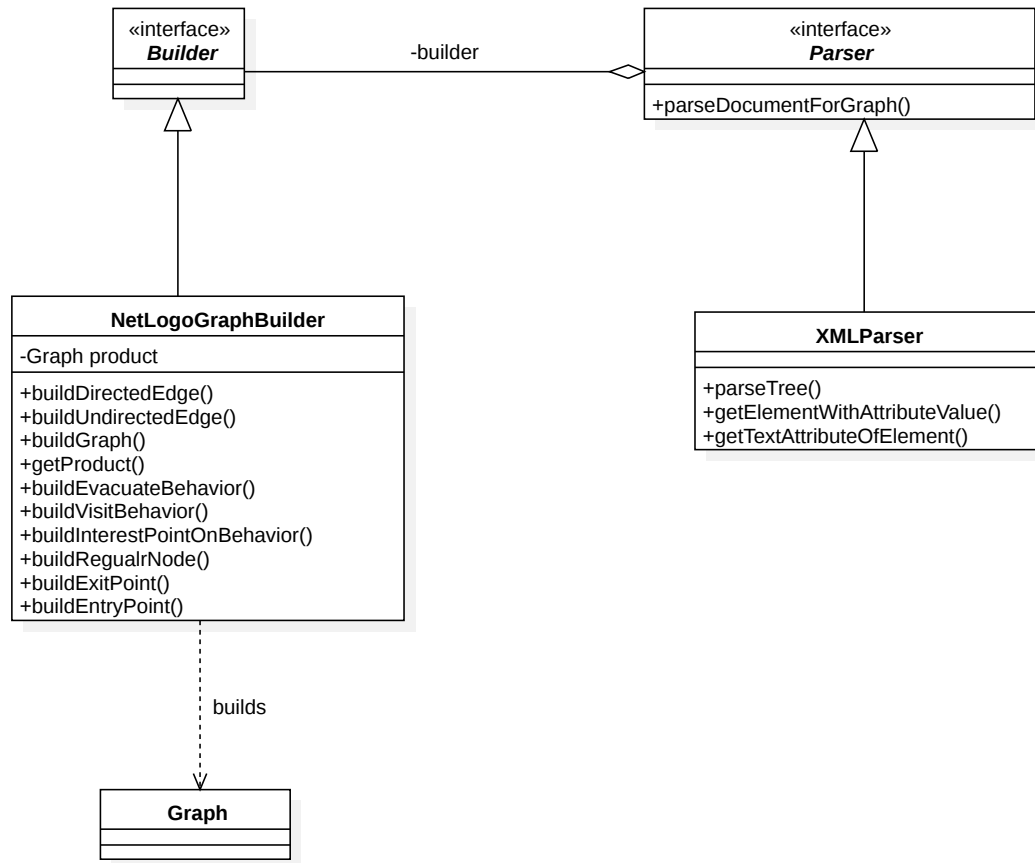 «interface»
Builder
-builder
«interface»
Parser
+parseDocumentForGraph()
NetLogoGraphBuilder
-Graph product
+buildDirectedEdge()
+buildUndirectedEdge()
+buildGraph()
+getProduct()
+buildEvacuateBehavior()
+buildVisitBehavior()
+buildInterestPointOnBehavior()
+buildRegualrNode()
+buildExitPoint()
+buildEntryPoint()
XMLParser
+parseTree()
+getElementWithAttributeValue()
+getTextAttributeOfElement()
builds
Graph